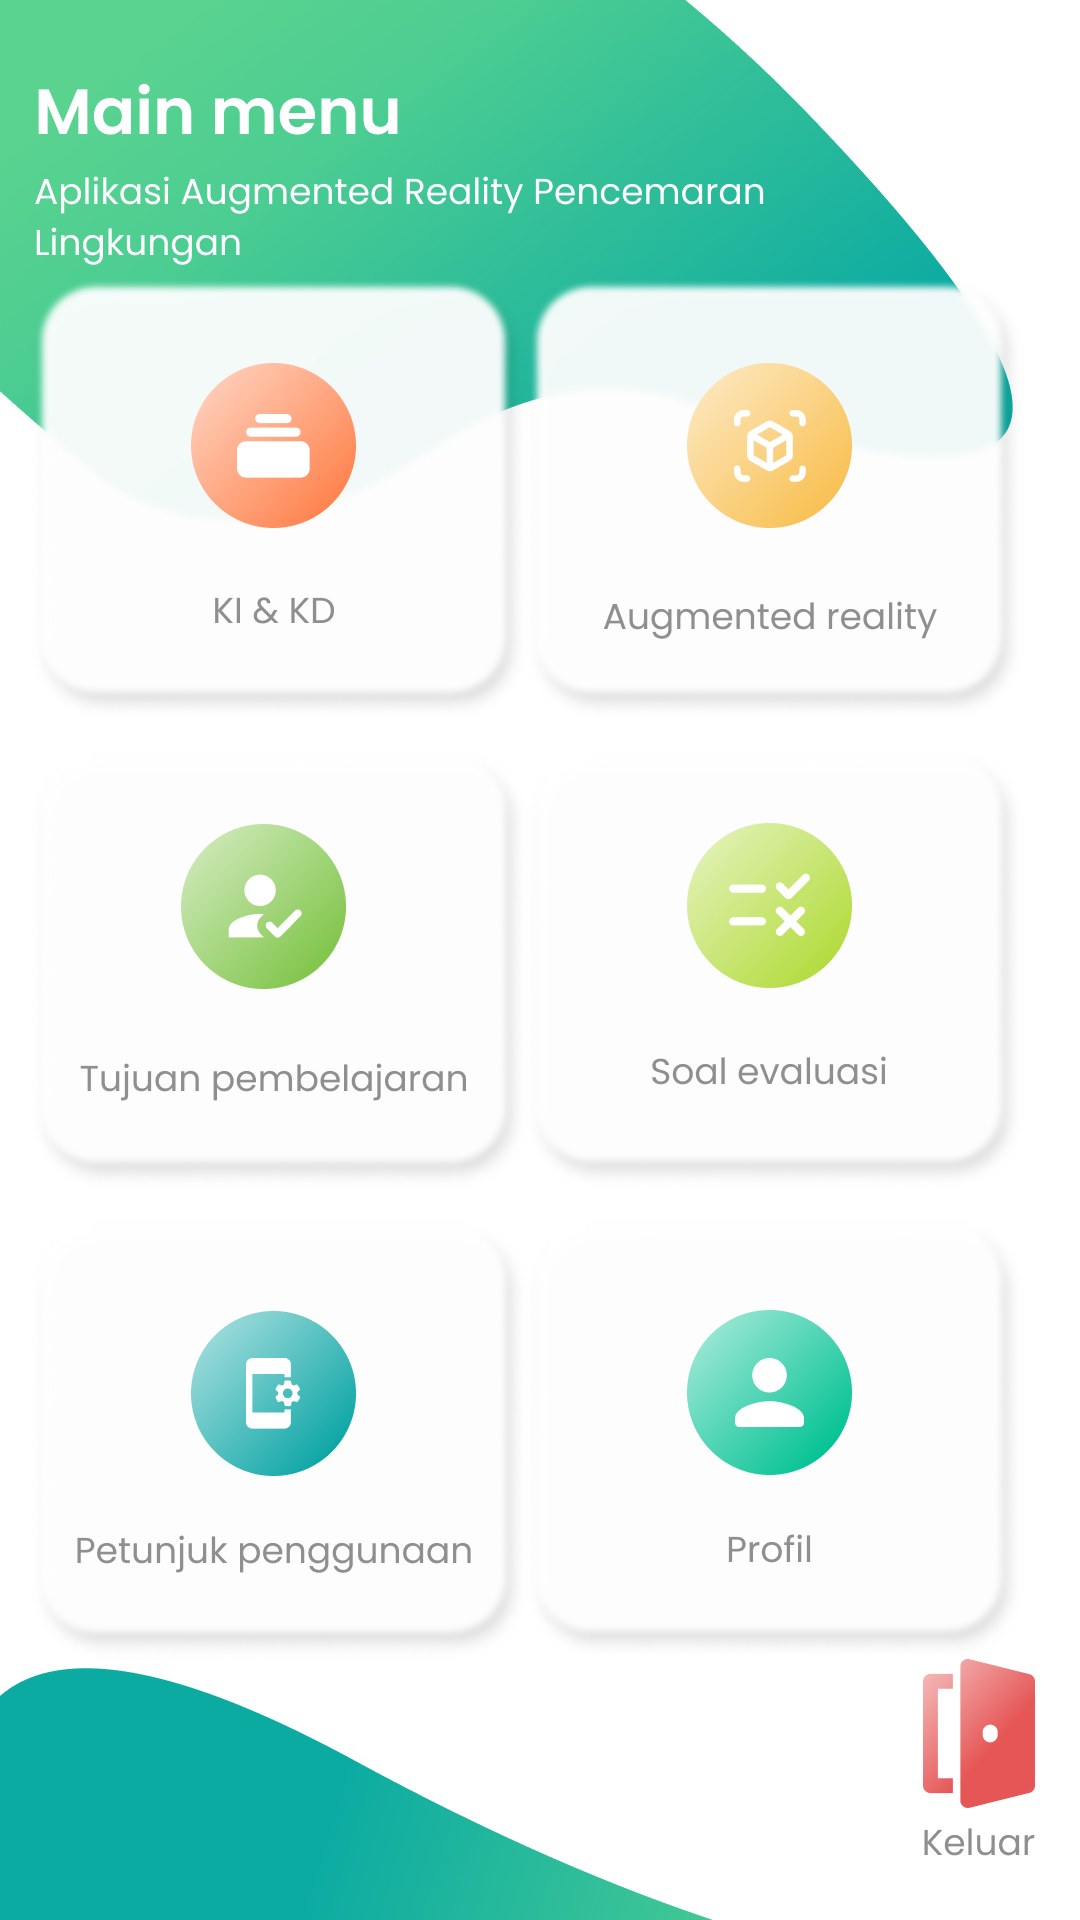 Main menu
Aplikasi Augmented Reality Pencemaran
Lingkungan
KI & KD
Augmented reality
Tujuan pembelajaran
Soal evaluasi
Petunjuk penggunaan
Profil
Keluar